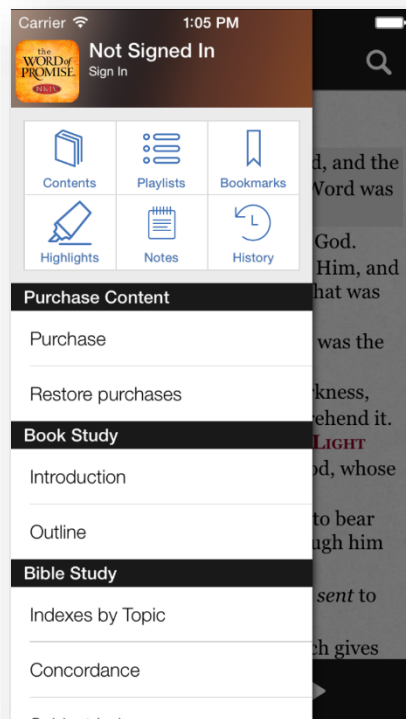 Carrier 1:05 PM
the
WORD of
PROMISE
NKJV
Not Signed In
Sign In
Contents Playlists Bookmarks
Highlights Notes History
Purchase Content
Purchase
Restore purchases
Book Study
Introduction
Outline
Bible Study
Indexes by Topic
Concordance
d, and the
Word was
God.
Him, and
hat was
was the
kness,
rehend it.
LIGHT
od, whose
to bear
ugh him
sent to
ch gives